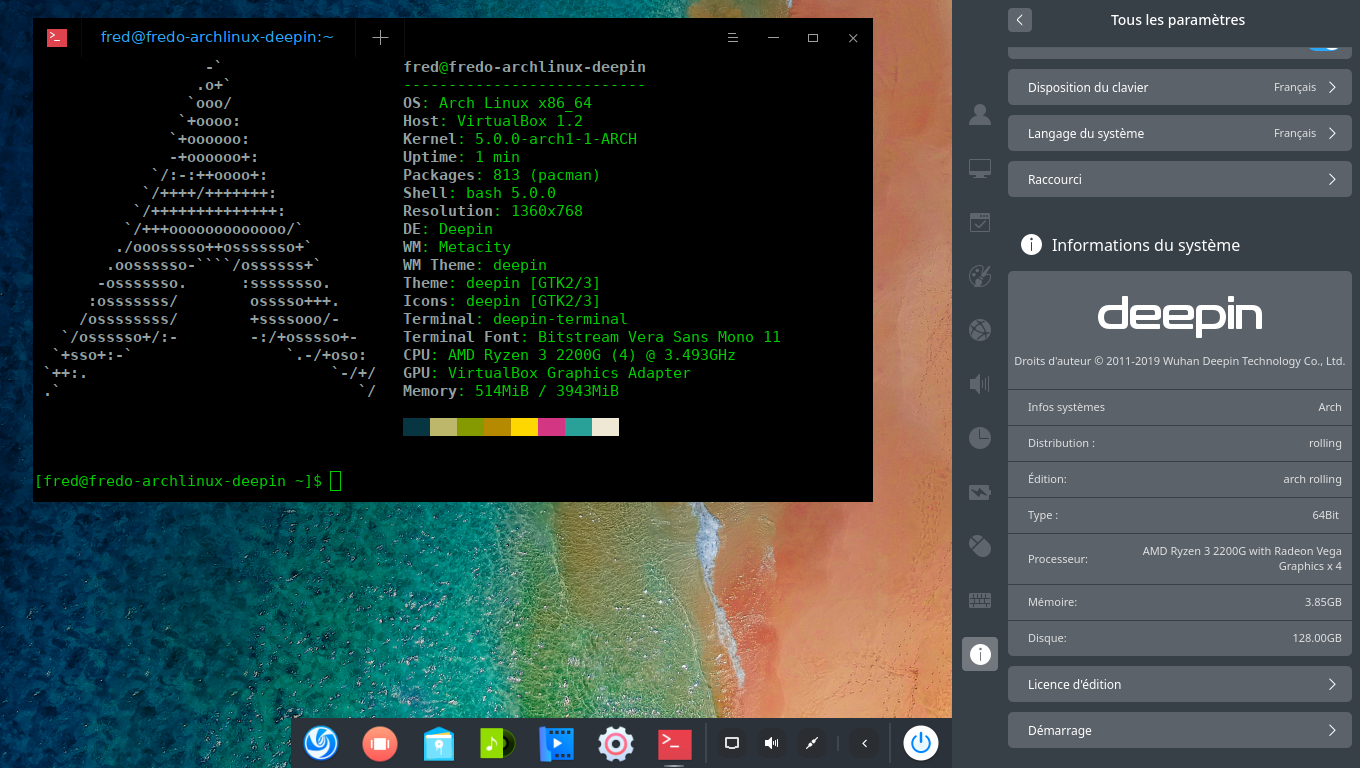 fred@fredo-archlinux-deepin:~
-`
.o+`
`ooo/
`+oooo:
`+oooooo:
-+oooooo+:
`/:-:++oooo+:
`/++++/+++++++:
`/++++++++++++++:
`/+++ooooooooooooo/`
./ooosssso++osssssso+`
.oossssso-````/ossssss+`
-osssssso. :ssssssso.
:osssssss/ osssso+++.
/ossssssss/ +ssssooo/-
`/ossssso+/:- -:/+osssso+-
`+sso+:-` `.-/+oso:
`++:. `-/+/
.` `/
fred@fredo-archlinux-deepin
---------------------------
OS: Arch Linux x86_64
Host: VirtualBox 1.2
Kernel: 5.0.0-arch1-1-ARCH
Uptime: 1 min
Packages: 813 (pacman)
Shell: bash 5.0.0
Resolution: 1360x768
DE: Deepin
WM: Metacity
WM Theme: deepin
Theme: deepin [GTK2/3]
Icons: deepin [GTK2/3]
Terminal: deepin-terminal
Terminal Font: Bitstream Vera Sans Mono 11
CPU: AMD Ryzen 3 2200G (4) @ 3.493GHz
GPU: VirtualBox Graphics Adapter
Memory: 514MiB / 3943MiB
[fred@fredo-archlinux-deepin ~]$
Tous les paramètres
Disposition du clavier Français
Langage du système Français
Raccourci
Informations du système
deepin
Droits d'auteur © 2011-2019 Wuhan Deepin Technology Co., Ltd.
Infos systèmes Arch
Distribution : rolling
Édition: arch rolling
Type : 64Bit
Processeur: AMD Ryzen 3 2200G with Radeon Vega
Graphics x 4
Mémoire: 3.85GB
Disque: 128.00GB
Licence d'édition
Démarrage